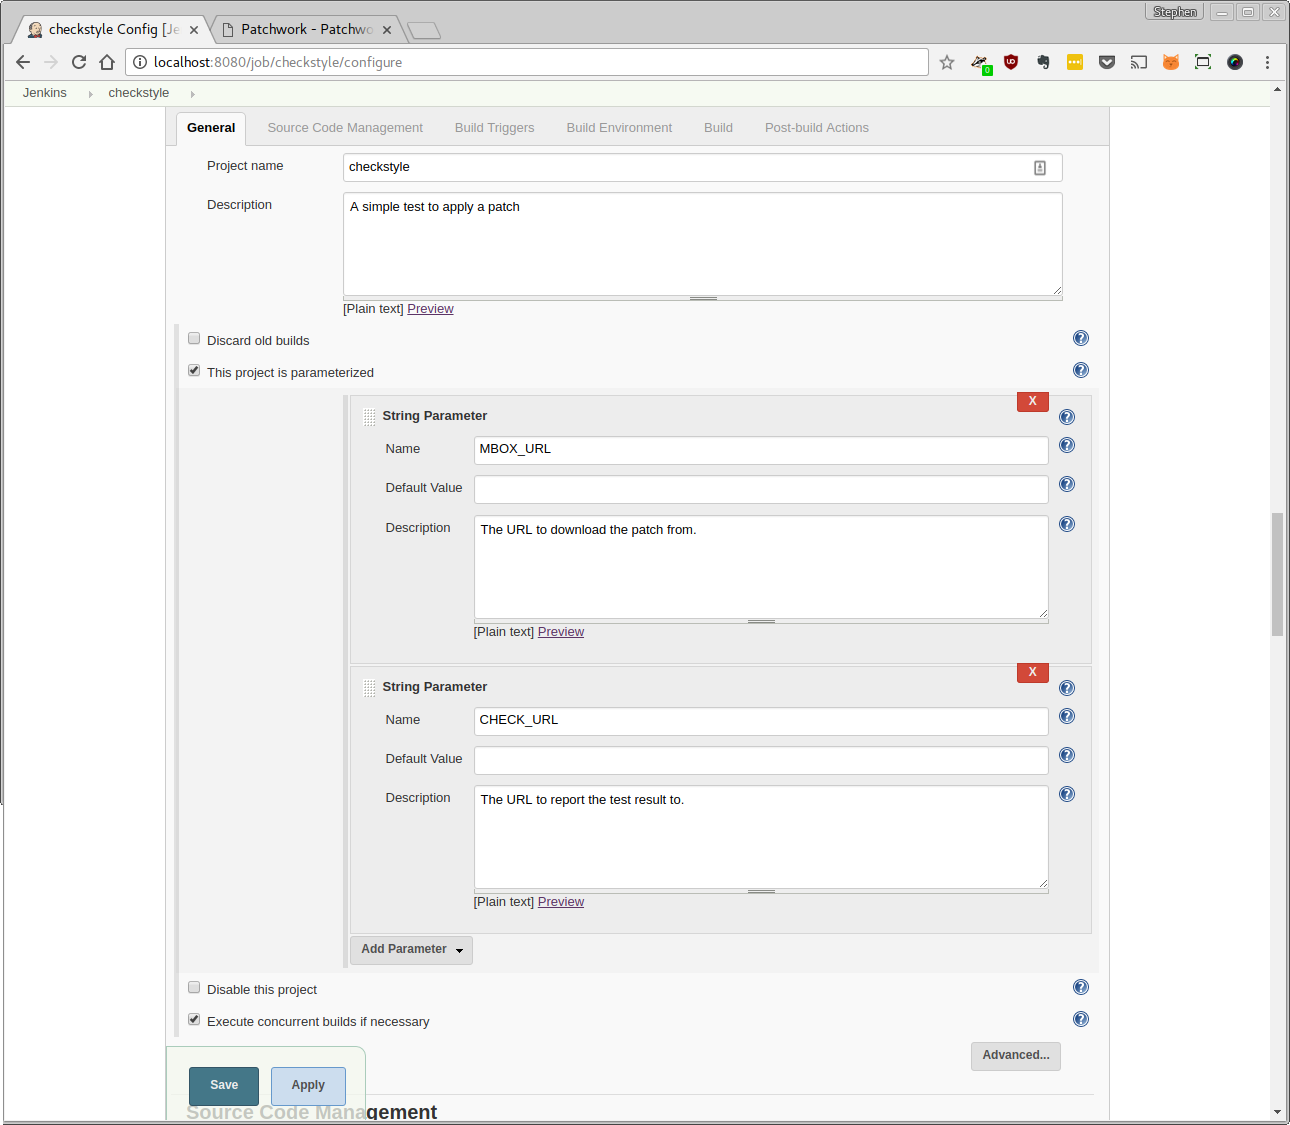 Stephen
checkstyle Config [Je
Patchwork - Patchwo
localhost:8080/job/checkstyle/configure
0
Jenkins
checkstyle
General
Source Code Management
Build Triggers
Build Environment
Build
Post-build Actions
Project name
checkstyle
Description
A simple test to apply a patch
[Plain text] Preview
Discard old builds
This project is parameterized
X
String Parameter
Name
MBOX_URL
Default Value
Description
The URL to download the patch from.
[Plain text] Preview
X
String Parameter
Name
CHECK_URL
Default Value
Description
The URL to report the test result to.
[Plain text] Preview
Add Parameter
Disable this project
Execute concurrent builds if necessary
Advanced...
Save
Apply
Source Code Management